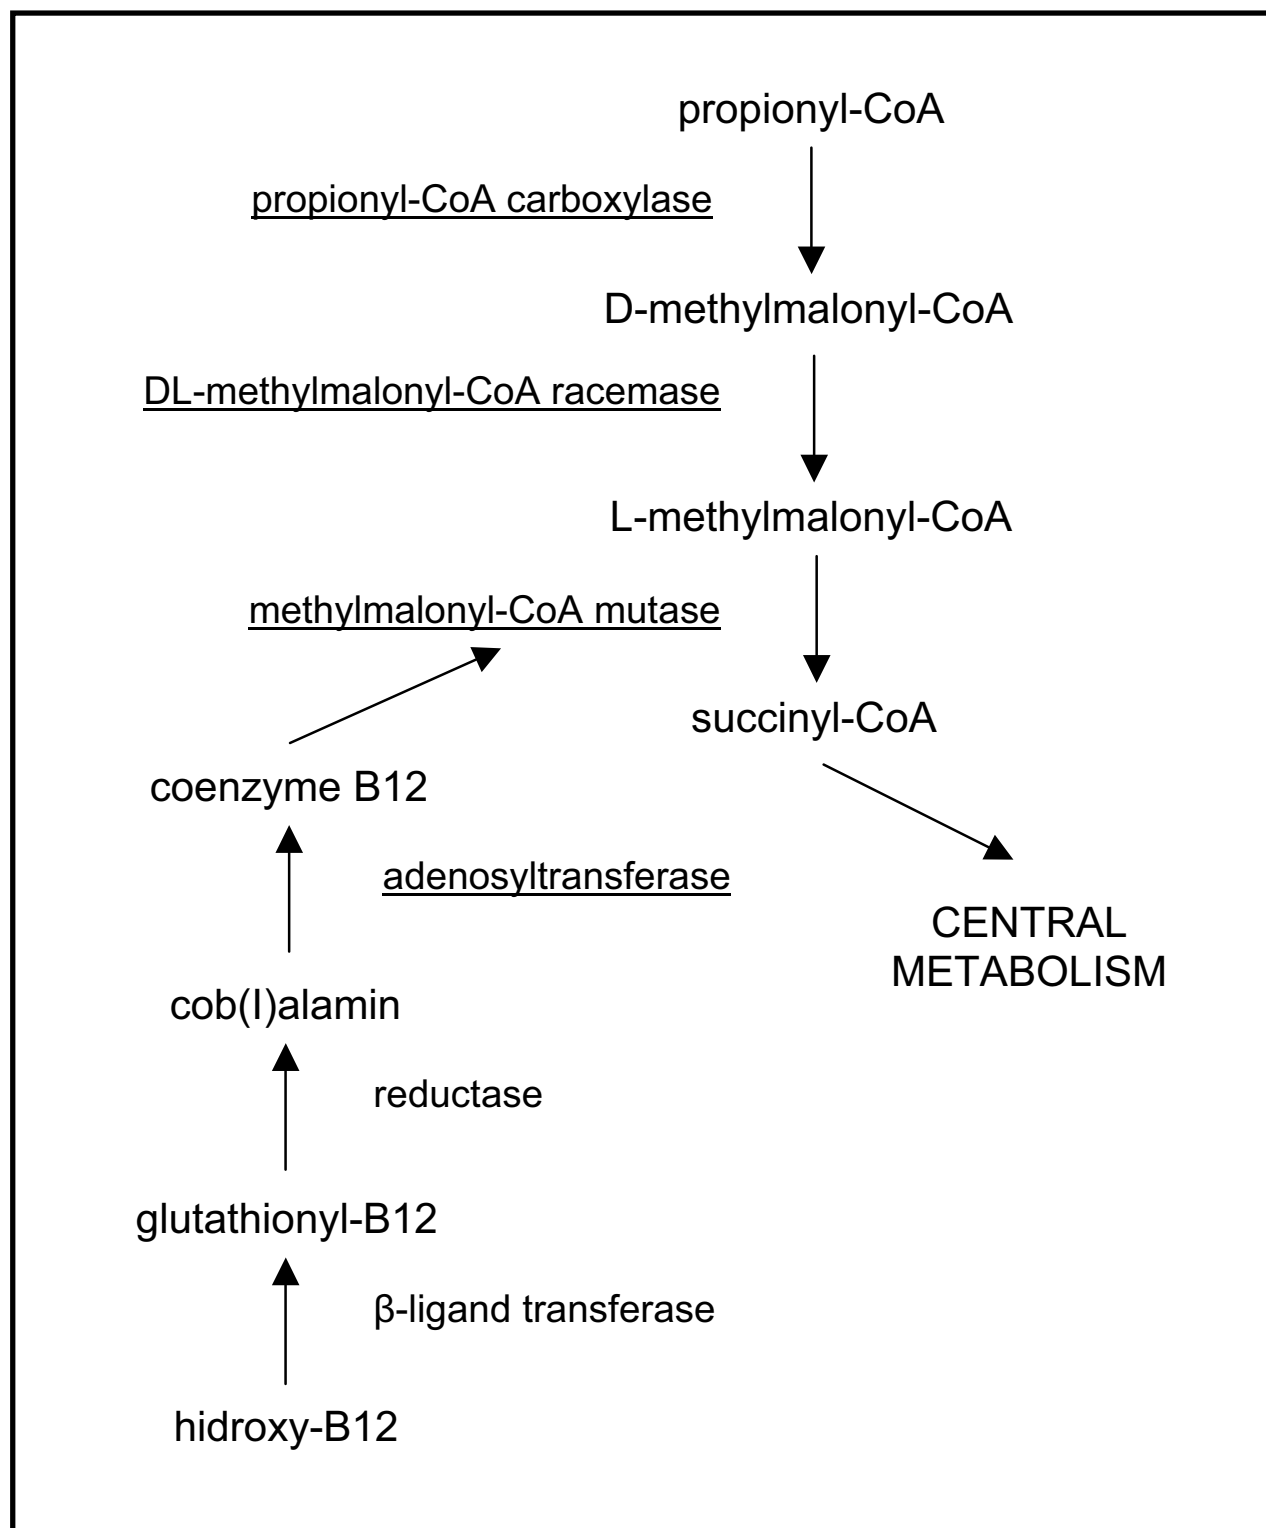 propionyl-CoA
propionyl-CoA carboxylase
D-methylmalonyl-CoA
DL-methylmalonyl-CoA racemase
L-methylmalonyl-CoA
methylmalonyl-CoA mutase
succinyl-CoA
coenzyme B12
adenosyltransferase
CENTRAL
METABOLISM
cob(I)alamin
reductase
glutathionyl-B12
β-ligand transferase
hidroxy-B12